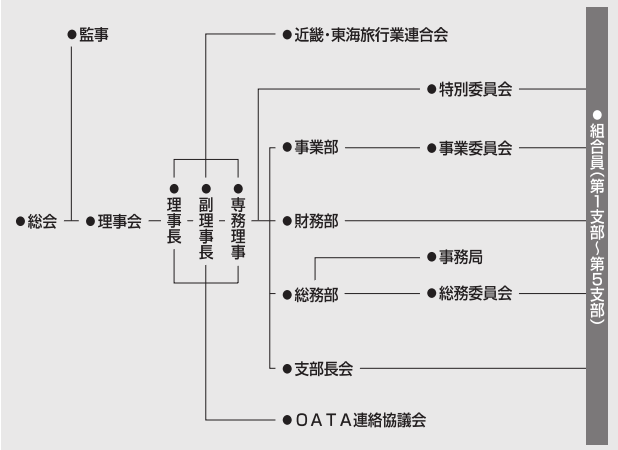 ●監事
●近畿・東海旅行業連合会
●特別委員会
●事業部
●事業委員会
●総会
●理事会
●理事長
●副理事長
●専務理事
●財務部
●事務局
●総務部
●総務委員会
●支部長会
●OATA連絡協議会
●組合員(第1支部〜第5支部)